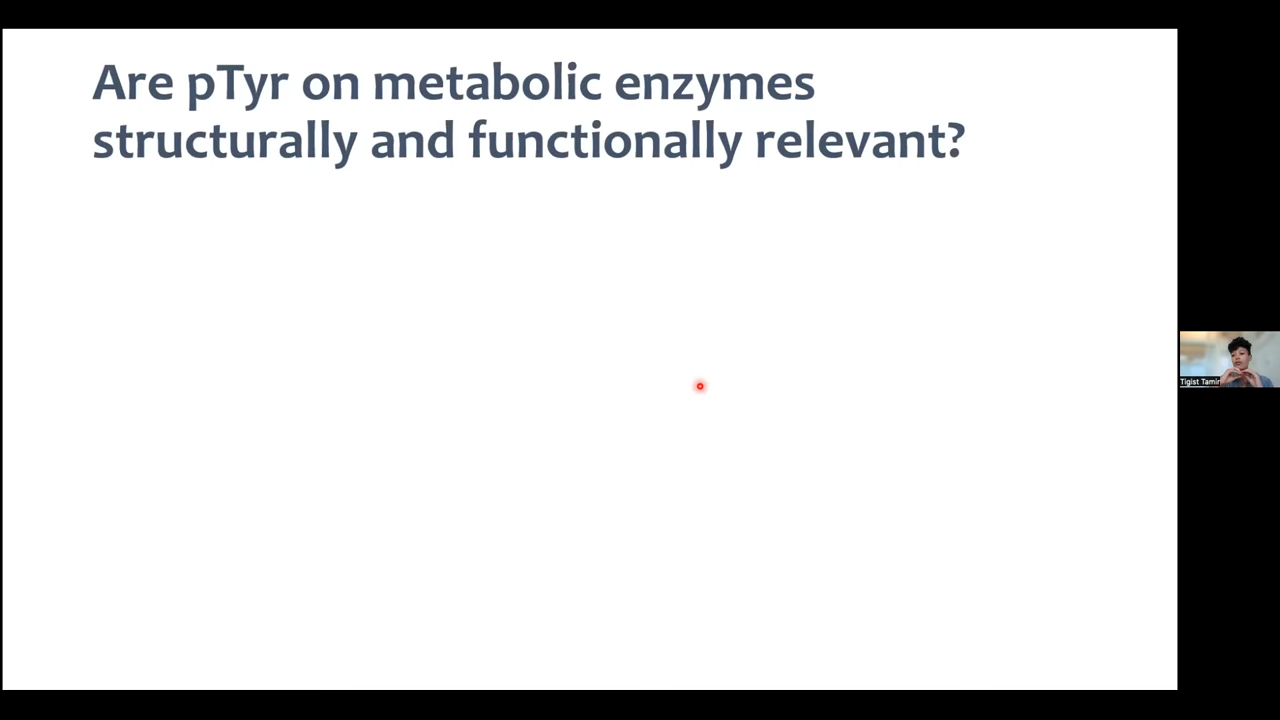 Are pTyr on metabolic enzymes
structurally and functionally relevant?
Tigist Tamir